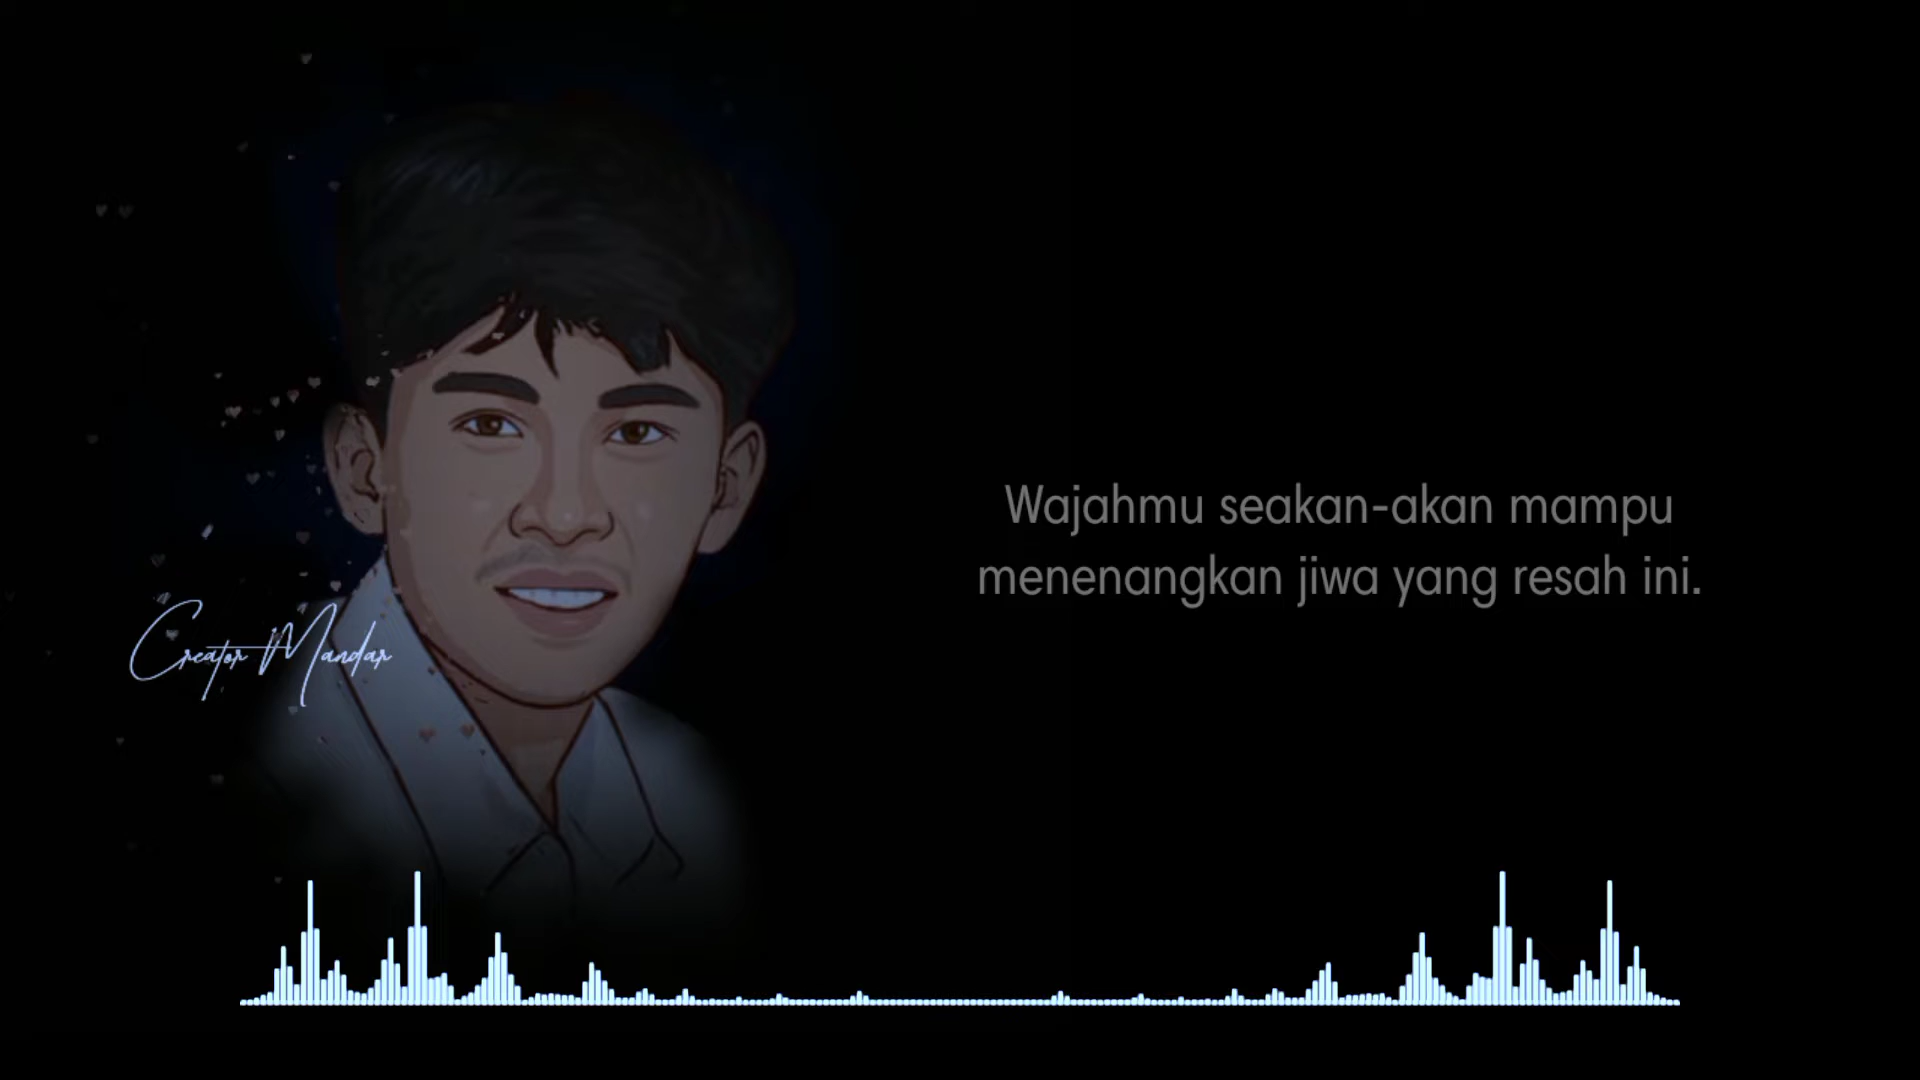 Wajahmu seakan-akan mampu
menenangkan jiwa yang resah ini.
Creator Mandar